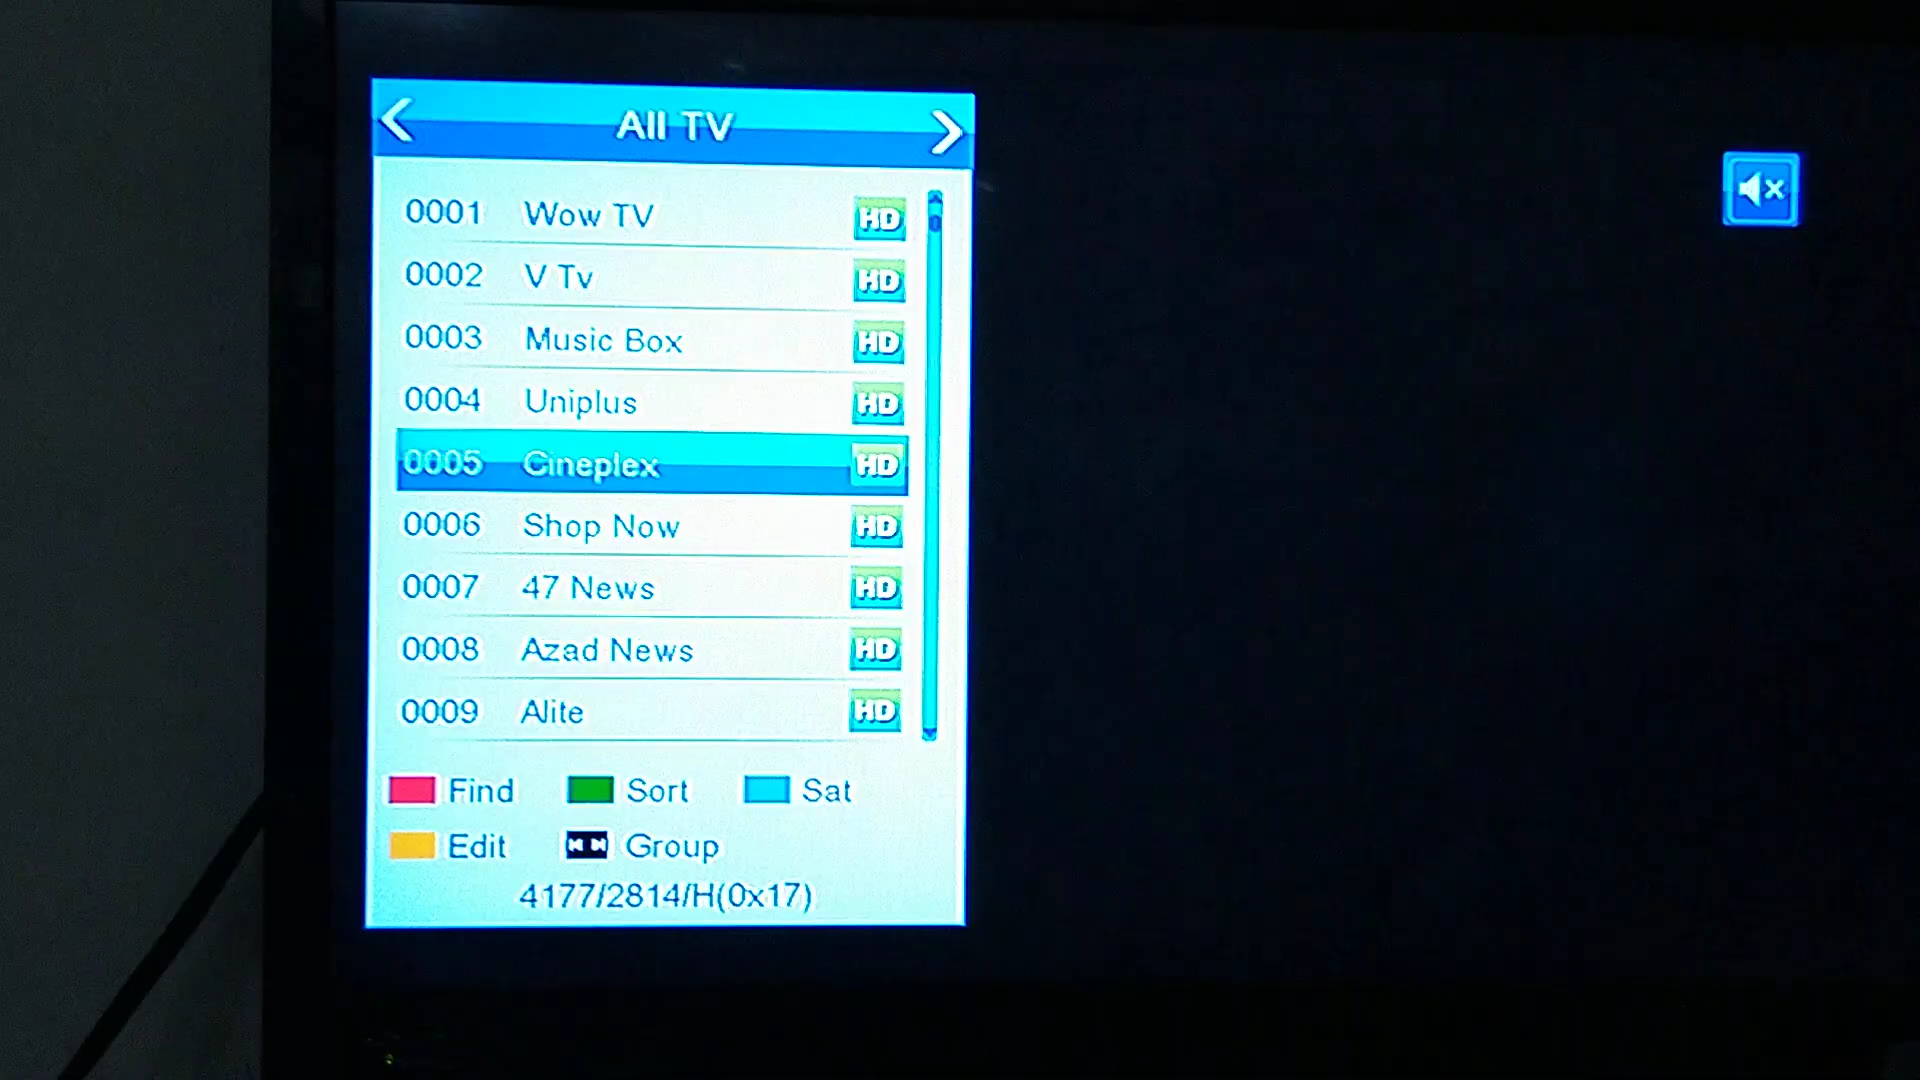 All TV
0001 Wow TV HD
0002 V Tv HD
0003 Music Box HD
0004 Uniplus HD
0005 Cineplex HD
0006 Shop Now HD
0007 47 News HD
0008 Azad News HD
0009 Alite HD
Find Sort Sat
Edit Group
4177/2814/H(0x17)